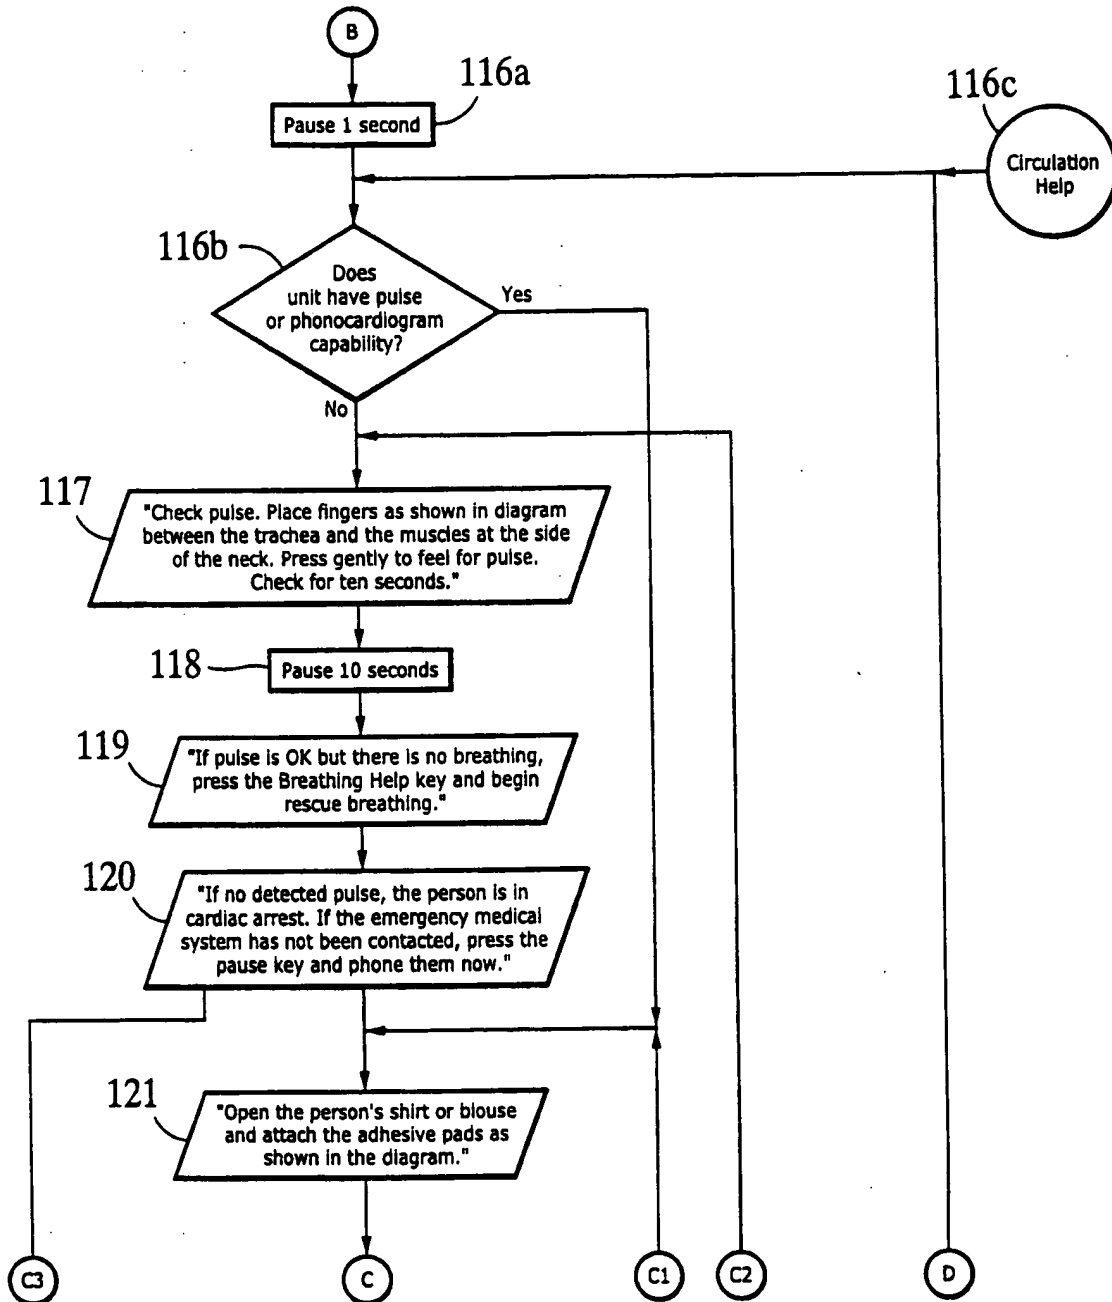 B
116a
Pause 1 second
116c
Circulation
Help
116b
Does
unit have pulse
or phonocardiogram
capability?
Yes
No
117
"Check pulse. Place fingers as shown in diagram
between the trachea and the muscles at the side
of the neck. Press gently to feel for pulse.
Check for ten seconds."
118
Pause 10 seconds
119
"If pulse is OK but there is no breathing,
press the Breathing Help key and begin
rescue breathing."
120
"If no detected pulse, the person is in
cardiac arrest. If the emergency medical
system has not been contacted, press the
pause key and phone them now."
121
"Open the person's shirt or blouse
and attach the adhesive pads as
shown in the diagram."
C3
C
C1
C2
D